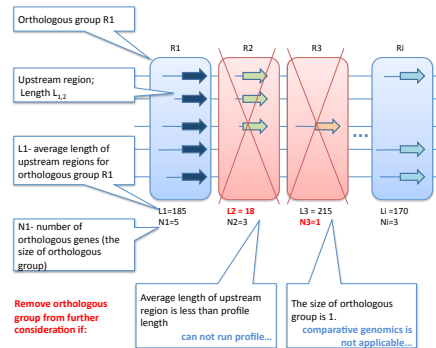 Orthologous group R1
R1
R2
R3
Ri
Upstream region;
Length L1,2
L1- average length of
upstream regions for
orthologous group R1
...
L1=185
N1=5
L2 = 18
N2=3
L3 = 215
N3=1
Li =170
Ni=3
N1- number of
orthologous genes (the
size of orthologous
group)
Remove orthologous
group from further
consideration if:
Average length of upstream
region is less than profile
length
can not run profile...
The size of orthologous
group is 1.
comparative genomics is
not applicable...